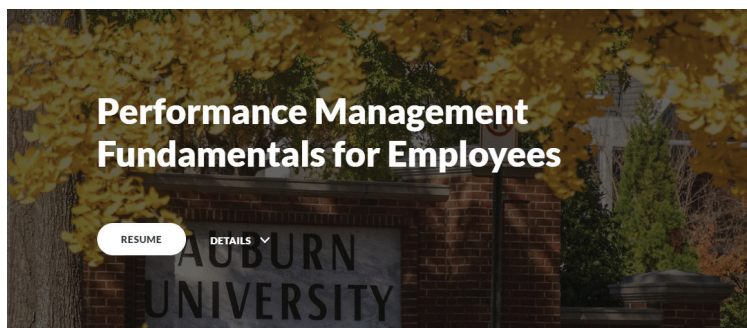 Performance Management
Fundamentals for Employees
RESUME
DETAILS
AUBURN
UNIVERSITY